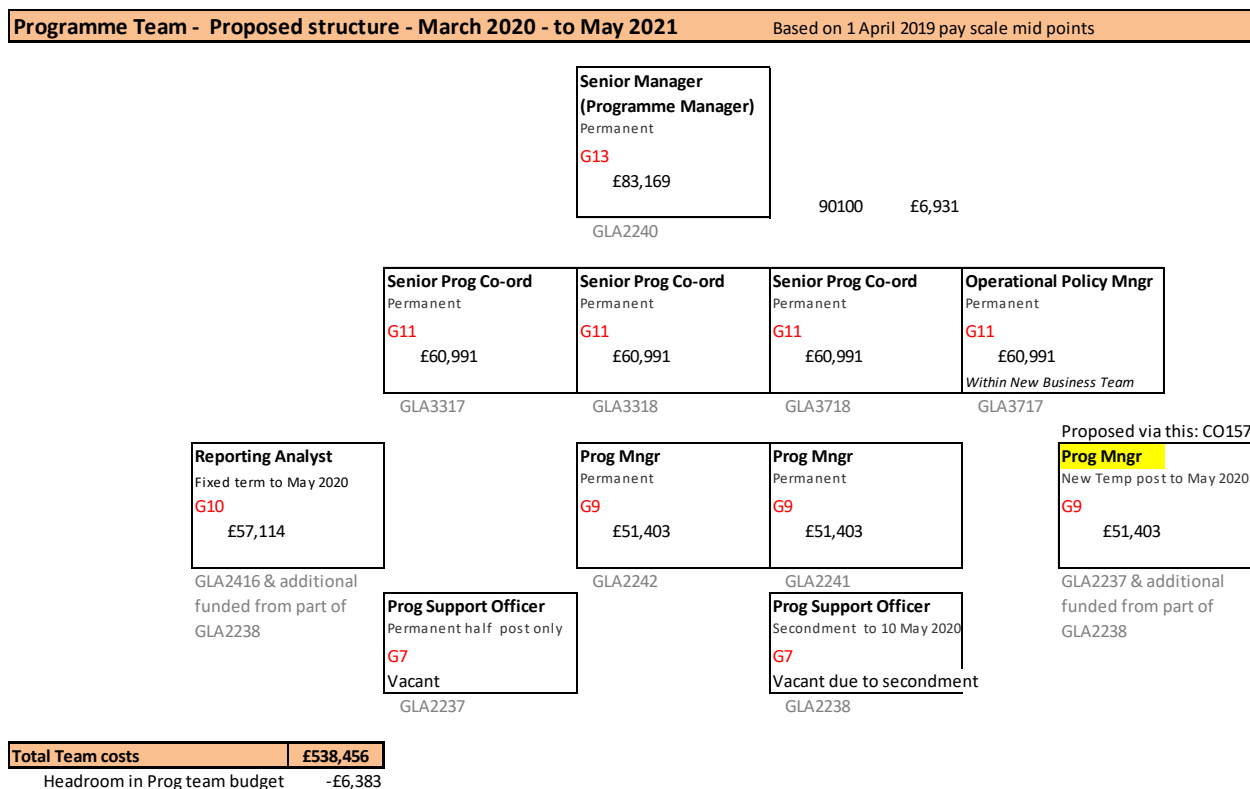 Programme Team - Proposed structure - March 2020 - to May 2021 Based on 1 April 2019 pay scale mid points
Senior Manager
(Programme Manager)
Permanent
G13
£83,169
90100 £6,931
GLA2240
Senior Prog Co-ord Senior Prog Co-ord Senior Prog Co-ord Operational Policy Mngr
Permanent Permanent Permanent Permanent
G11 G11 G11 G11
£60,991 £60,991 £60,991 £60,991
Within New Business Team
GLA3317 GLA3318 GLA3718 GLA3717
Proposed via this: CO157
Reporting Analyst Prog Mngr Prog Mngr Prog Mngr
Fixed term to May 2020 Permanent Permanent New Temp post to May 2020
G10 G9 G9 G9
£57,114 £51,403 £51,403 £51,403
GLA2416 & additional GLA2242 GLA2241 GLA2237 & additional
funded from part of Prog Support Officer Prog Support Officer funded from part of
GLA2238 Permanent half post only Secondment to 10 May 2020 GLA2238
G7 G7
Vacant Vacant due to secondment
GLA2237 GLA2238
Total Team costs £538,456
Headroom in Prog team budget -£6,383